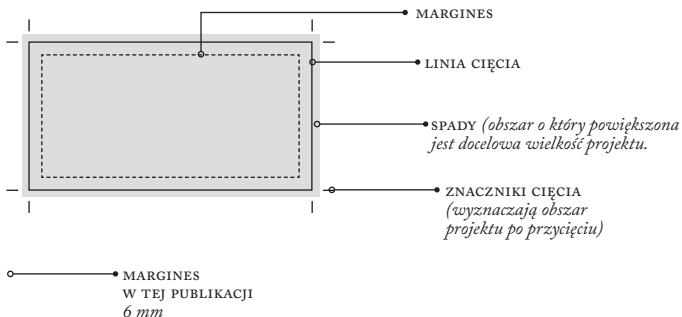 MARGINES
LINIA CIĘCIA
SPADY (obszar o który powiększona
jest docelowa wielkość projektu.
ZNACZNIKI CIĘCIA
(wyznaczają obszar
projektu po przycięciu)
MARGINES
W TEJ PUBLIKACJI
6 mm